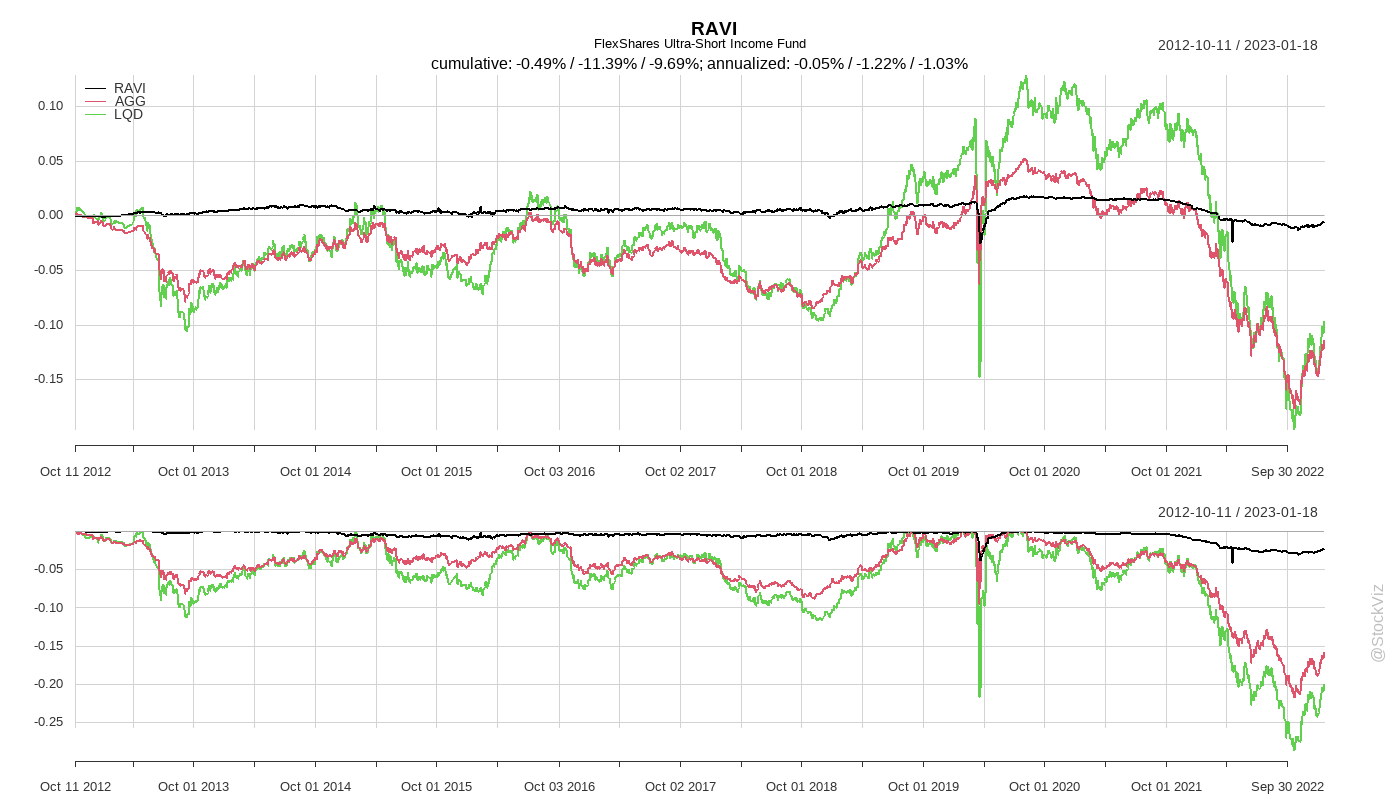 RAVI
FlexShares Ultra-Short Income Fund
2012-10-11 / 2023-01-18
cumulative: -0.49% / -11.39% / -9.69%; annualized: -0.05% / -1.22% / -1.03%
RAVI
AGG
LQD
0.10
0.05
0.00
-0.05
-0.10
-0.15
Oct 11 2012 Oct 01 2013 Oct 01 2014 Oct 01 2015 Oct 03 2016 Oct 02 2017 Oct 01 2018 Oct 01 2019 Oct 01 2020 Oct 01 2021 Sep 30 2022
2012-10-11 / 2023-01-18
-0.05
-0.10
-0.15
-0.20
-0.25
Oct 11 2012 Oct 01 2013 Oct 01 2014 Oct 01 2015 Oct 03 2016 Oct 02 2017 Oct 01 2018 Oct 01 2019 Oct 01 2020 Oct 01 2021 Sep 30 2022
@StockViz